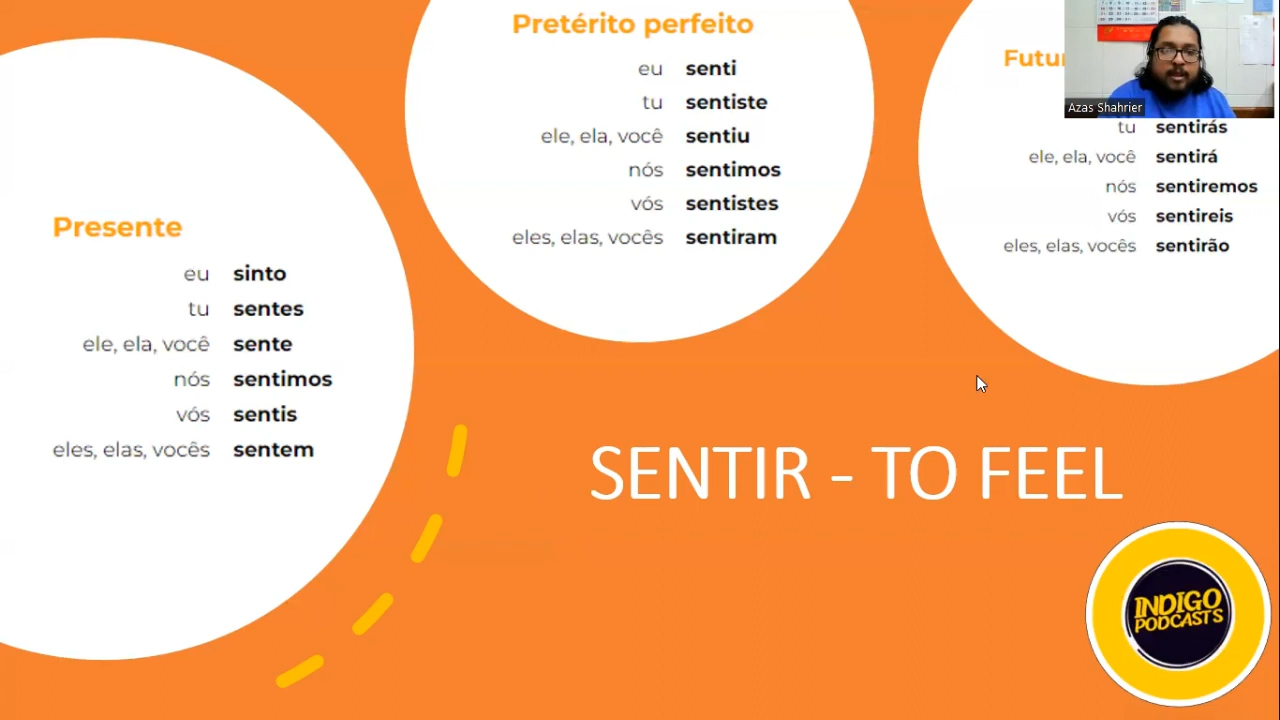 Presente
eu sinto
tu sentes
ele, ela, você sente
nós sentimos
vós sentis
eles, elas, vocês sentem
Pretérito perfeito
eu senti
tu sentiste
ele, ela, você sentiu
nós sentimos
vós sentistes
eles, elas, vocês sentiram
Azas Shahrier
tu sentirás
ele, ela, você sentirá
nós sentiremos
vós sentireis
eles, elas, vocês sentirão
SENTIR - TO FEEL
INDIGO
PODCASTS